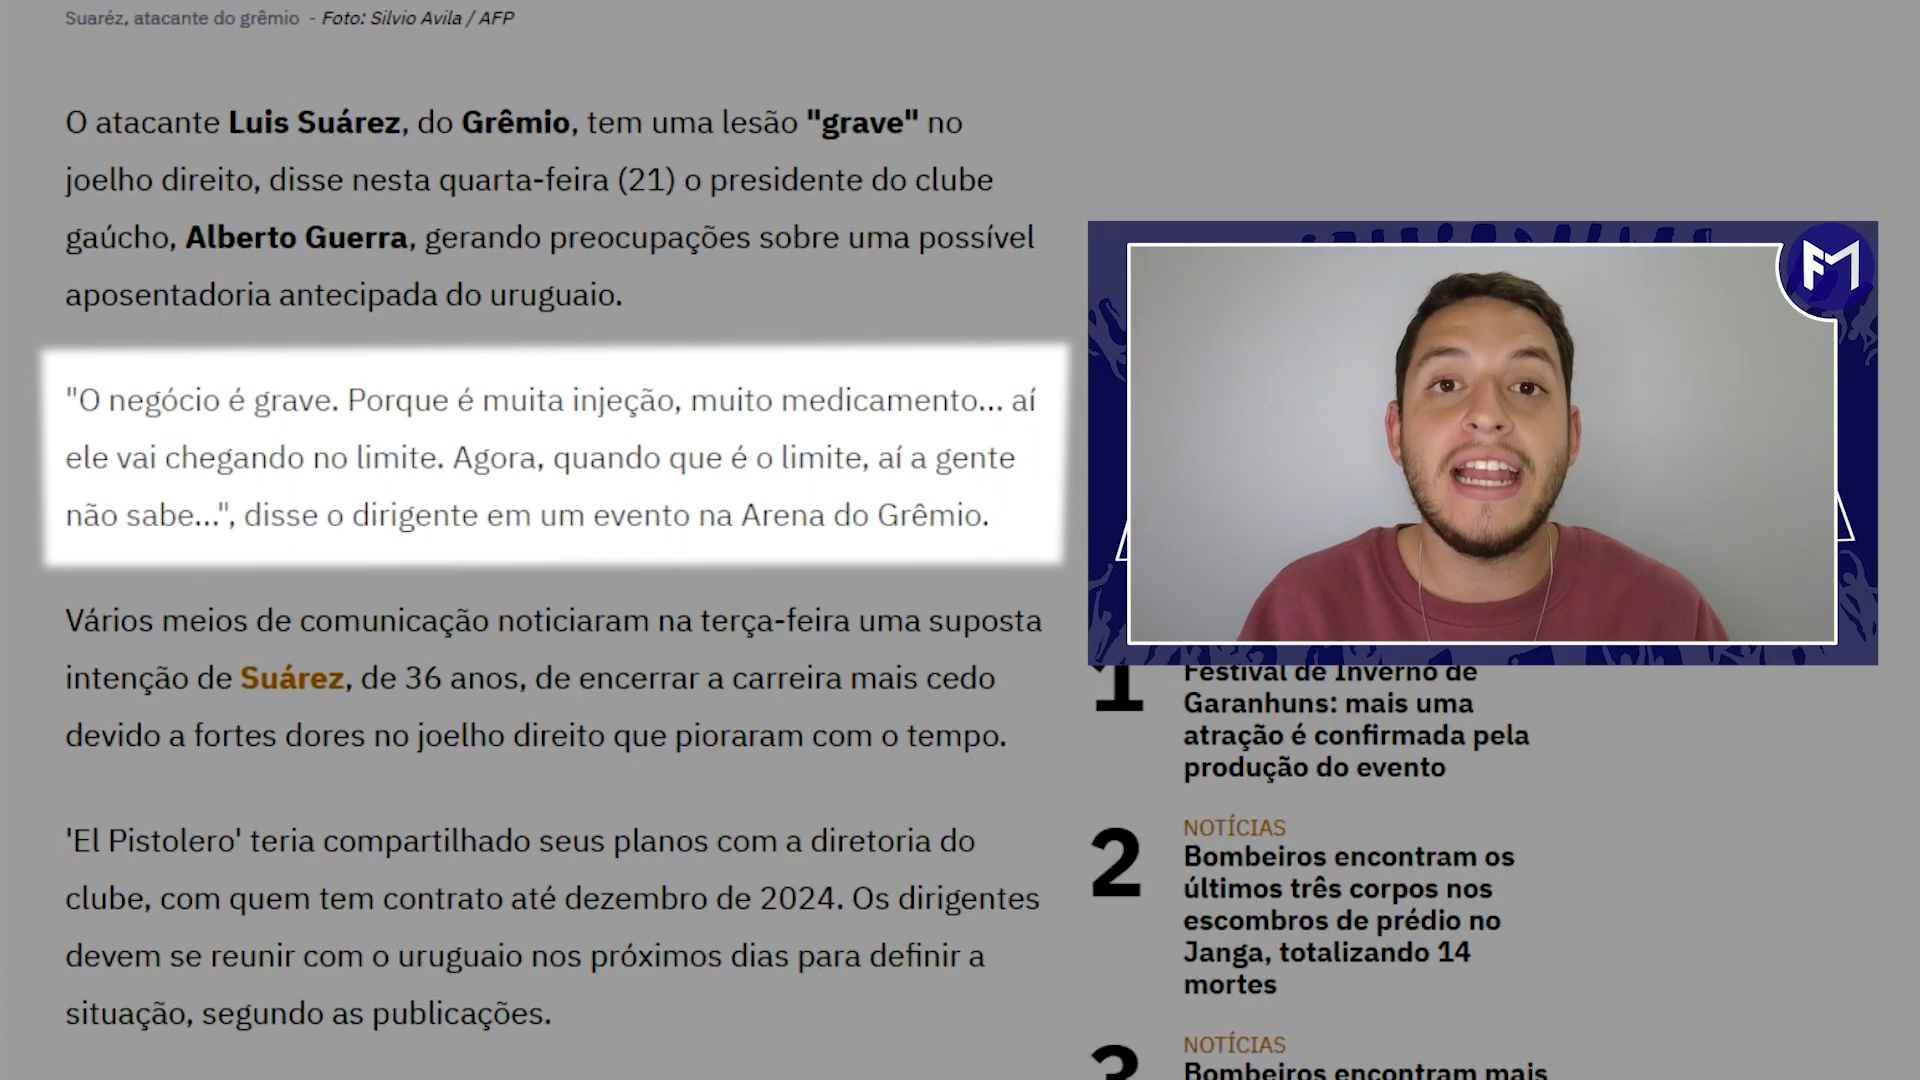 Suaréz, atacante do grêmio - Foto: Silvio Avila / AFP
O atacante Luis Suárez, do Grêmio, tem uma lesão "grave" no
joelho direito, disse nesta quarta-feira (21) o presidente do clube
gaúcho, Alberto Guerra, gerando preocupações sobre uma possível
aposentadoria antecipada do uruguaio.
"O negócio é grave. Porque é muita injeção, muito medicamento... aí
ele vai chegando no limite. Agora, quando que é o limite, aí a gente
não sabe...", disse o dirigente em um evento na Arena do Grêmio.
Vários meios de comunicação noticiaram na terça-feira uma suposta
intenção de Suárez, de 36 anos, de encerrar a carreira mais cedo
devido a fortes dores no joelho direito que pioraram com o tempo.
'El Pistolero' teria compartilhado seus planos com a diretoria do
clube, com quem tem contrato até dezembro de 2024. Os dirigentes
devem se reunir com o uruguaio nos próximos dias para definir a
situação, segundo as publicações.
FM
1
Festival de Inverno de
Garanhuns: mais uma
atração é confirmada pela
produção do evento
2
NOTÍCIAS
Bombeiros encontram os
últimos três corpos nos
escombros de prédio no
Janga, totalizando 14
mortes
3
NOTÍCIAS
Bombeiros encontram mais